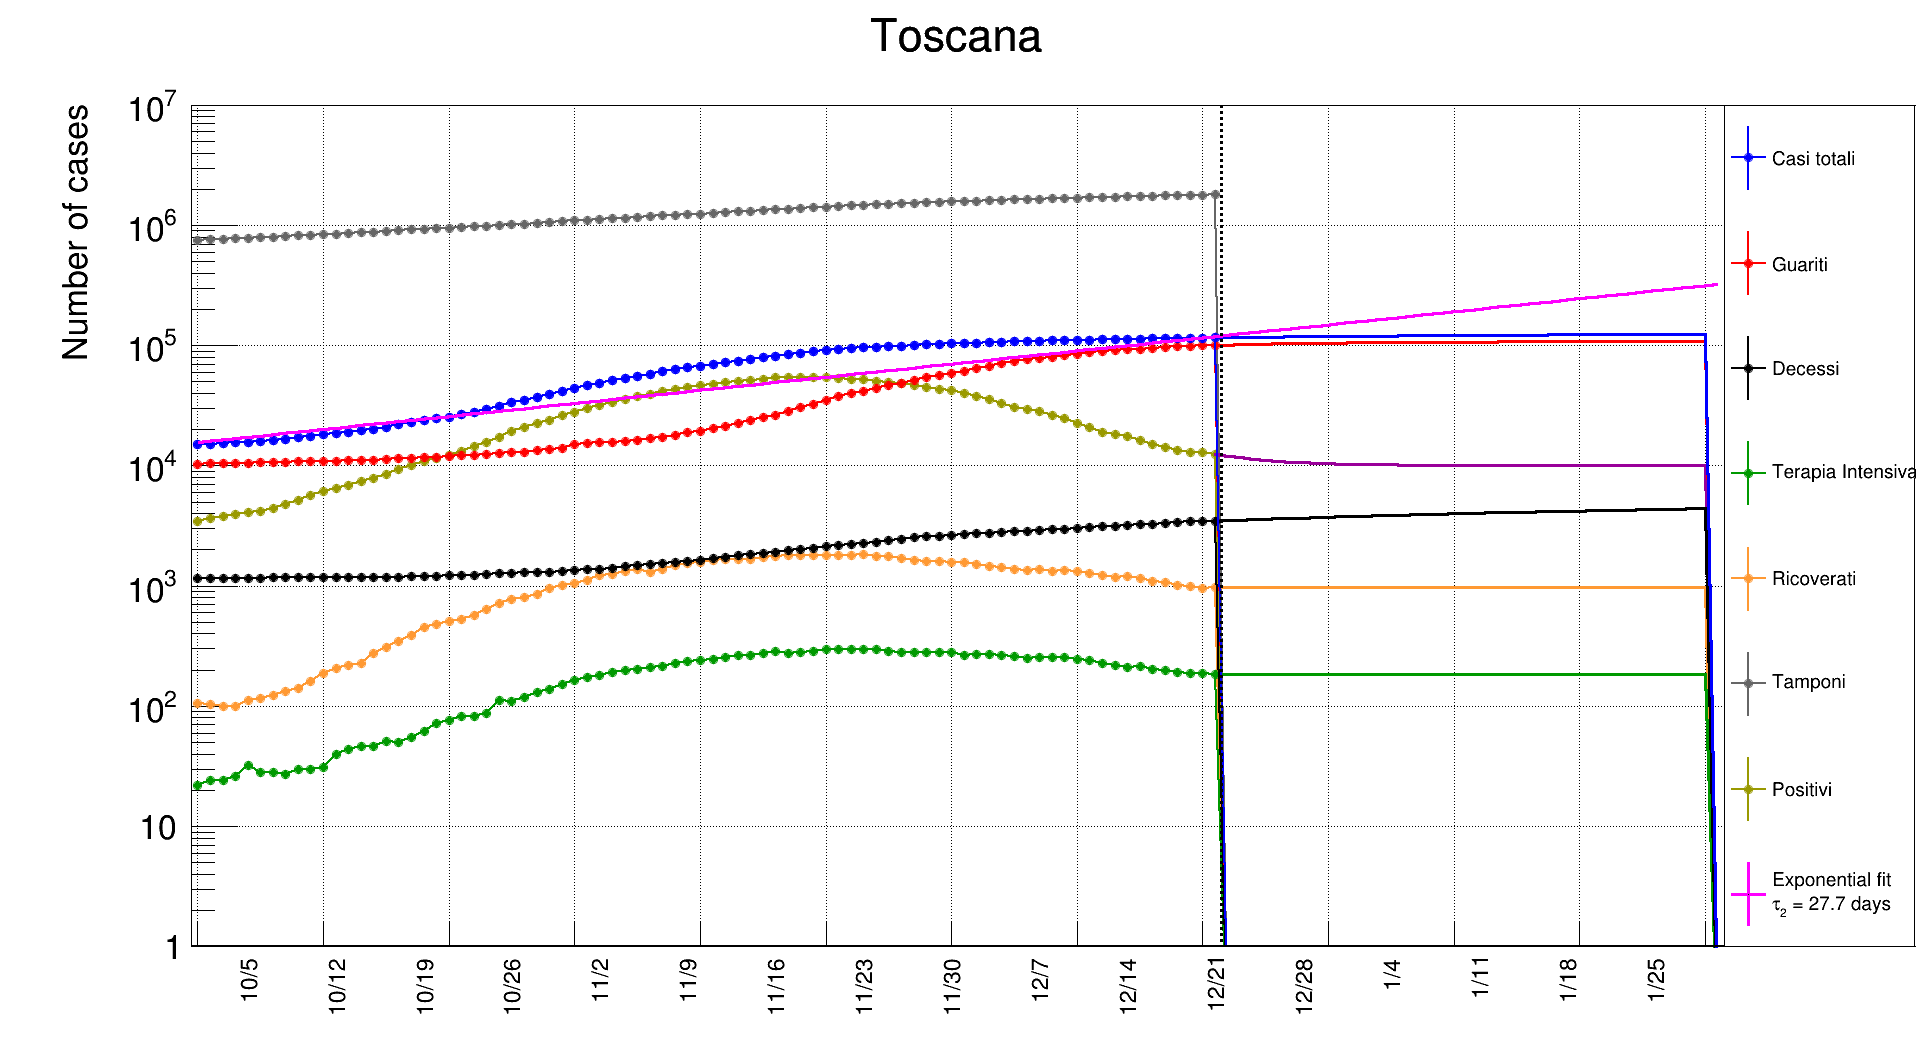 Toscana
Number of cases
10^7
10^6
10^5
10^4
10^3
10^2
10
1
10/5
10/12
10/19
10/26
11/2
11/9
11/16
11/23
11/30
12/7
12/14
12/21
12/28
1/4
1/11
1/18
1/25
Casi totali
Guariti
Decessi
Terapia Intensiva
Ricoverati
Tamponi
Positivi
Exponential fit
τ₂ = 27.7 days